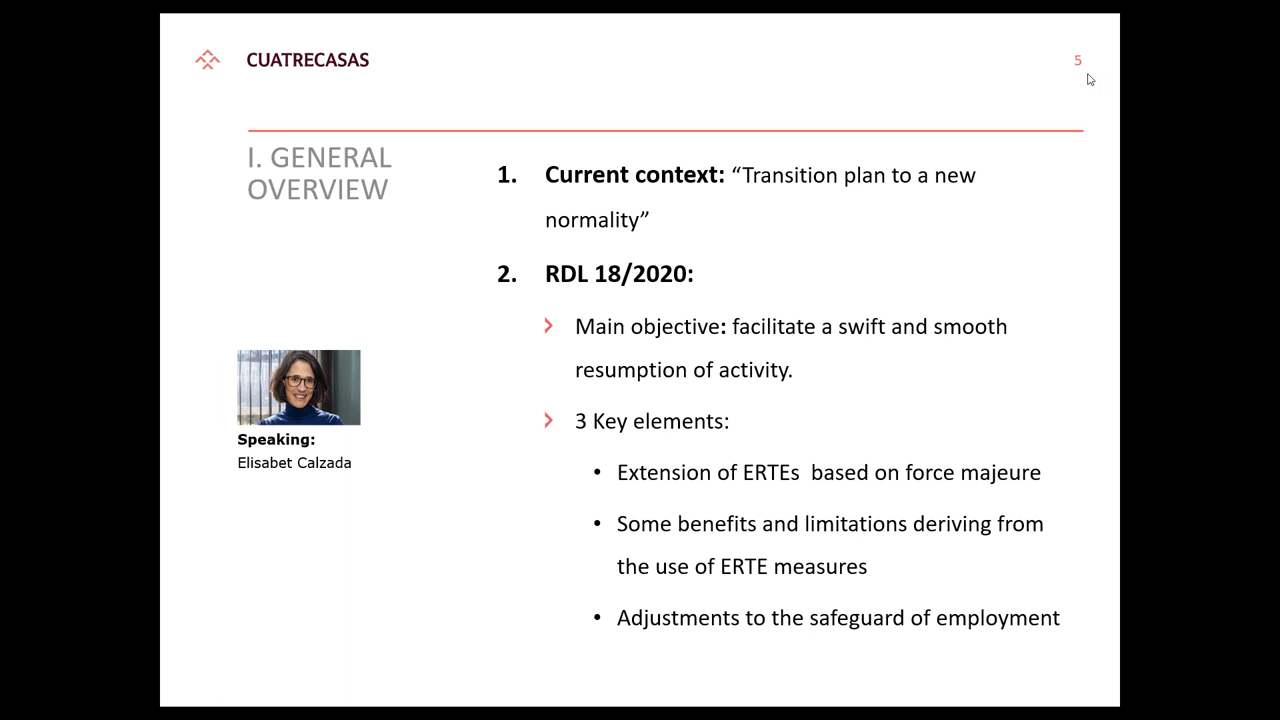 CUATRECASAS
5
I. GENERAL
OVERVIEW
1. Current context: “Transition plan to a new
normality”
2. RDL 18/2020:
Main objective: facilitate a swift and smooth
resumption of activity.
3 Key elements:
• Extension of ERTEs based on force majeure
• Some benefits and limitations deriving from
the use of ERTE measures
• Adjustments to the safeguard of employment
Speaking:
Elisabet Calzada